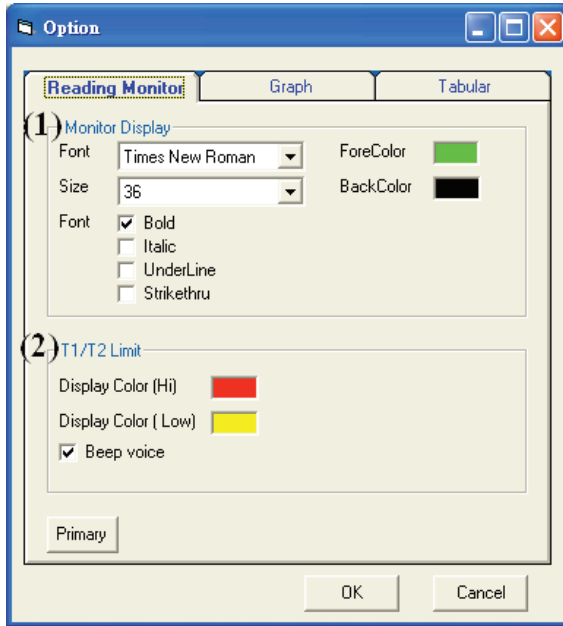 Option
Reading Monitor Graph Tabular
(1) Monitor Display
Font Times New Roman ForeColor
Size 36 BackColor
Font Bold
Italic
UnderLine
Strikethru
(2) T1/T2 Limit
Display Color (Hi)
Display Color ( Low)
Beep voice
Primary
OK Cancel